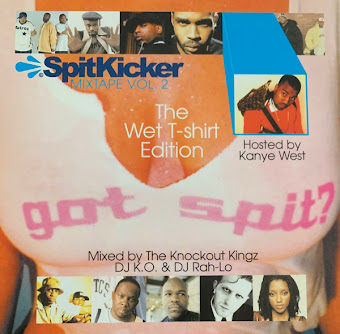 SpitKicker
MIXTAPE VOL. 2
The
Wet T-shirt
Edition
Hosted by
Kanye West
got spit?
Mixed by The Knockout Kingz
DJ K.O. & DJ Rah-Lo